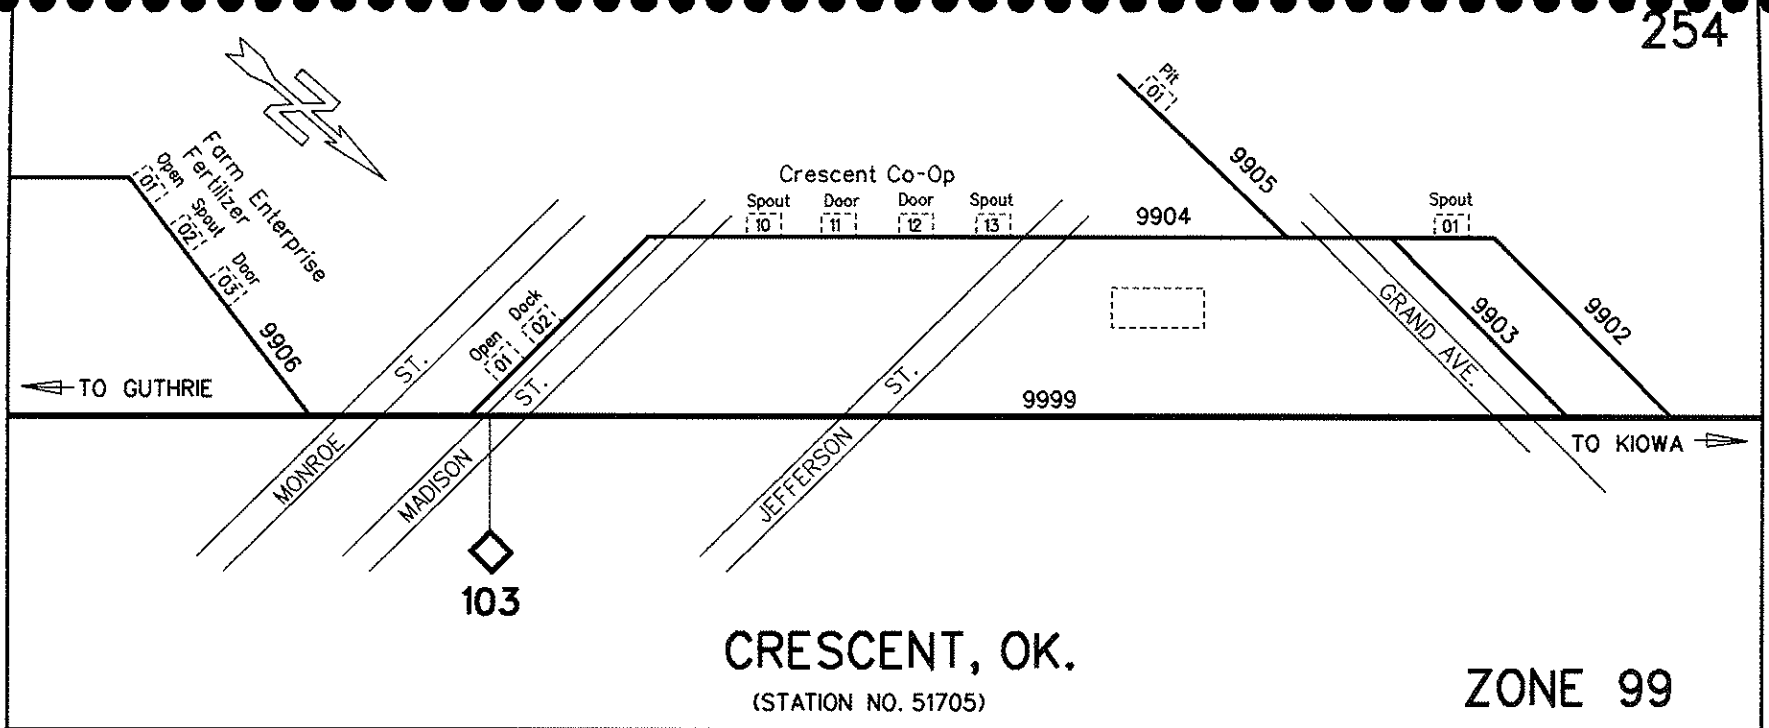 254
N
Farm Enterprise
Fertilizer
Open
01
Spout
02
Door
03
9906
Crescent Co-Op
Spout
10
Door
11
Door
12
Spout
13
9904
Pit
01
9905
Spout
01
9903
9902
Open
01
Dock
02
GRAND AVE.
TO GUTHRIE
9999
TO KIOWA
MONROE ST.
MADISON ST.
JEFFERSON ST.
103
CRESCENT, OK.
(STATION NO. 51705)
ZONE 99